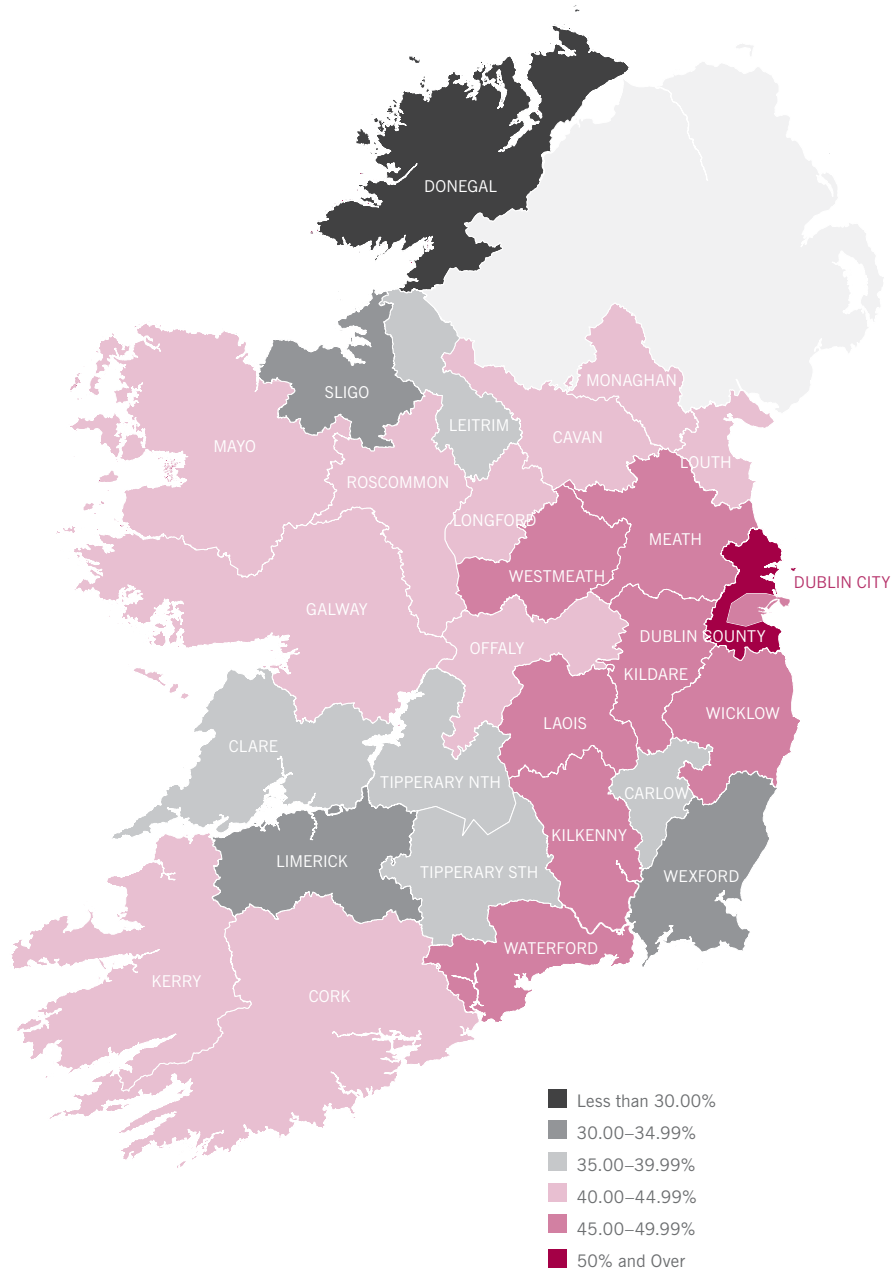 DONEGAL
MONAGHAN
SLIGO
LEITRIM
CAVAN
MAYO
LOUTH
ROSCOMMON
LONGFORD
MEATH
WESTMEATH
DUBLIN CITY
GALWAY
DUBLIN COUNTY
OFFALY
KILDARE
WICKLOW
LAOIS
CLARE
TIPPERARY NTH
CARLOW
KILKENNY
LIMERICK
TIPPERARY STH
WEXFORD
WATERFORD
KERRY
CORK
Less than 30.00%
30.00–34.99%
35.00–39.99%
40.00–44.99%
45.00–49.99%
50% and Over